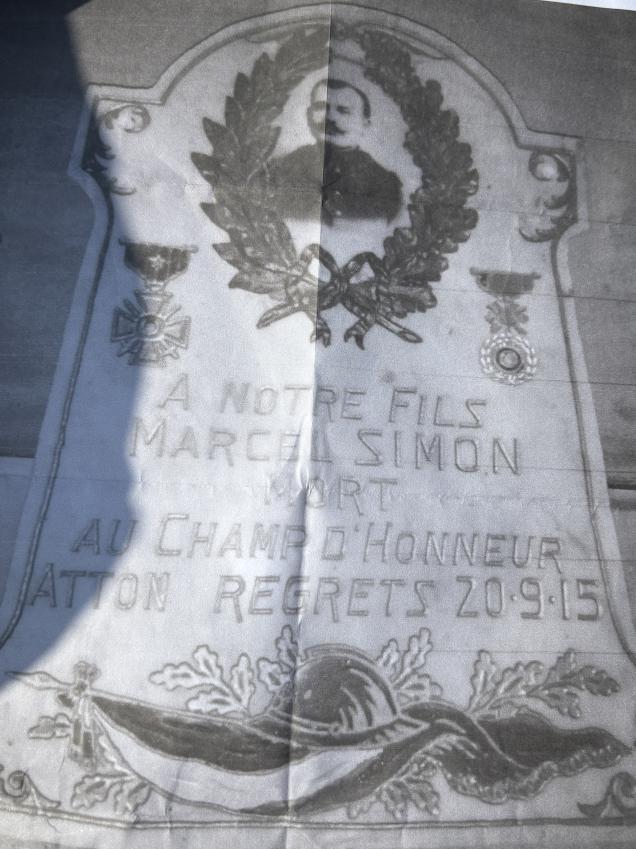 A NOTRE FILS
MARCEL SIMON
MORT
AU CHAMP D'HONNEUR
ATTON REGRETS 20·9·15